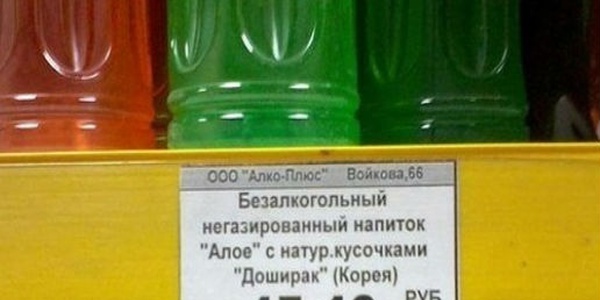 ООО "Алко-Плюс" Войкова,66
Безалкогольный
негазированный напиток
"Алое" с натур.кусочками
"Доширак" (Корея)
РУБ